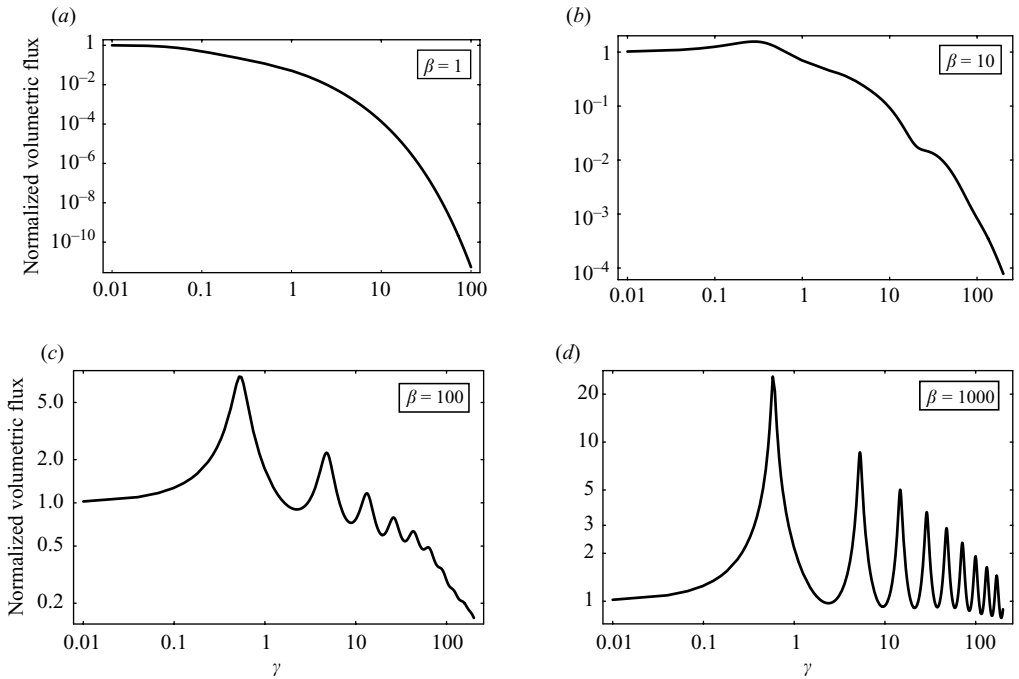 (a)
Normalized volumetric flux
β = 1
1
10⁻²
10⁻⁴
10⁻⁶
10⁻⁸
10⁻¹⁰
0.01 0.1 1 10 100
(b)
β = 10
1
10⁻¹
10⁻²
10⁻³
10⁻⁴
0.01 0.1 1 10 100
(c)
Normalized volumetric flux
β = 100
5.0
2.0
1.0
0.5
0.2
0.01 0.1 1 10 100
γ
(d)
β = 1000
20
10
5
3
2
1
0.01 0.1 1 10 100
γ